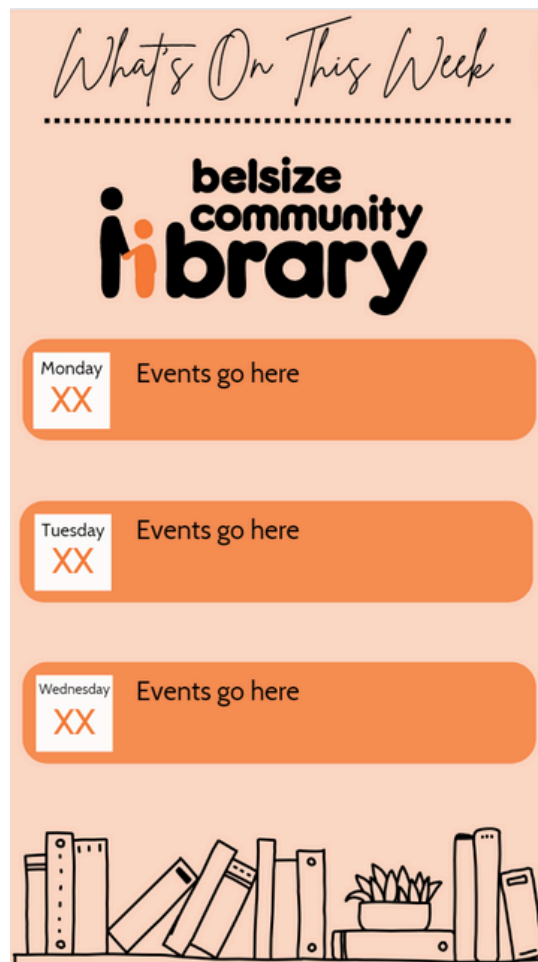 What's On This Week
belsize
community
library
Monday
XX
Events go here
Tuesday
XX
Events go here
Wednesday
XX
Events go here